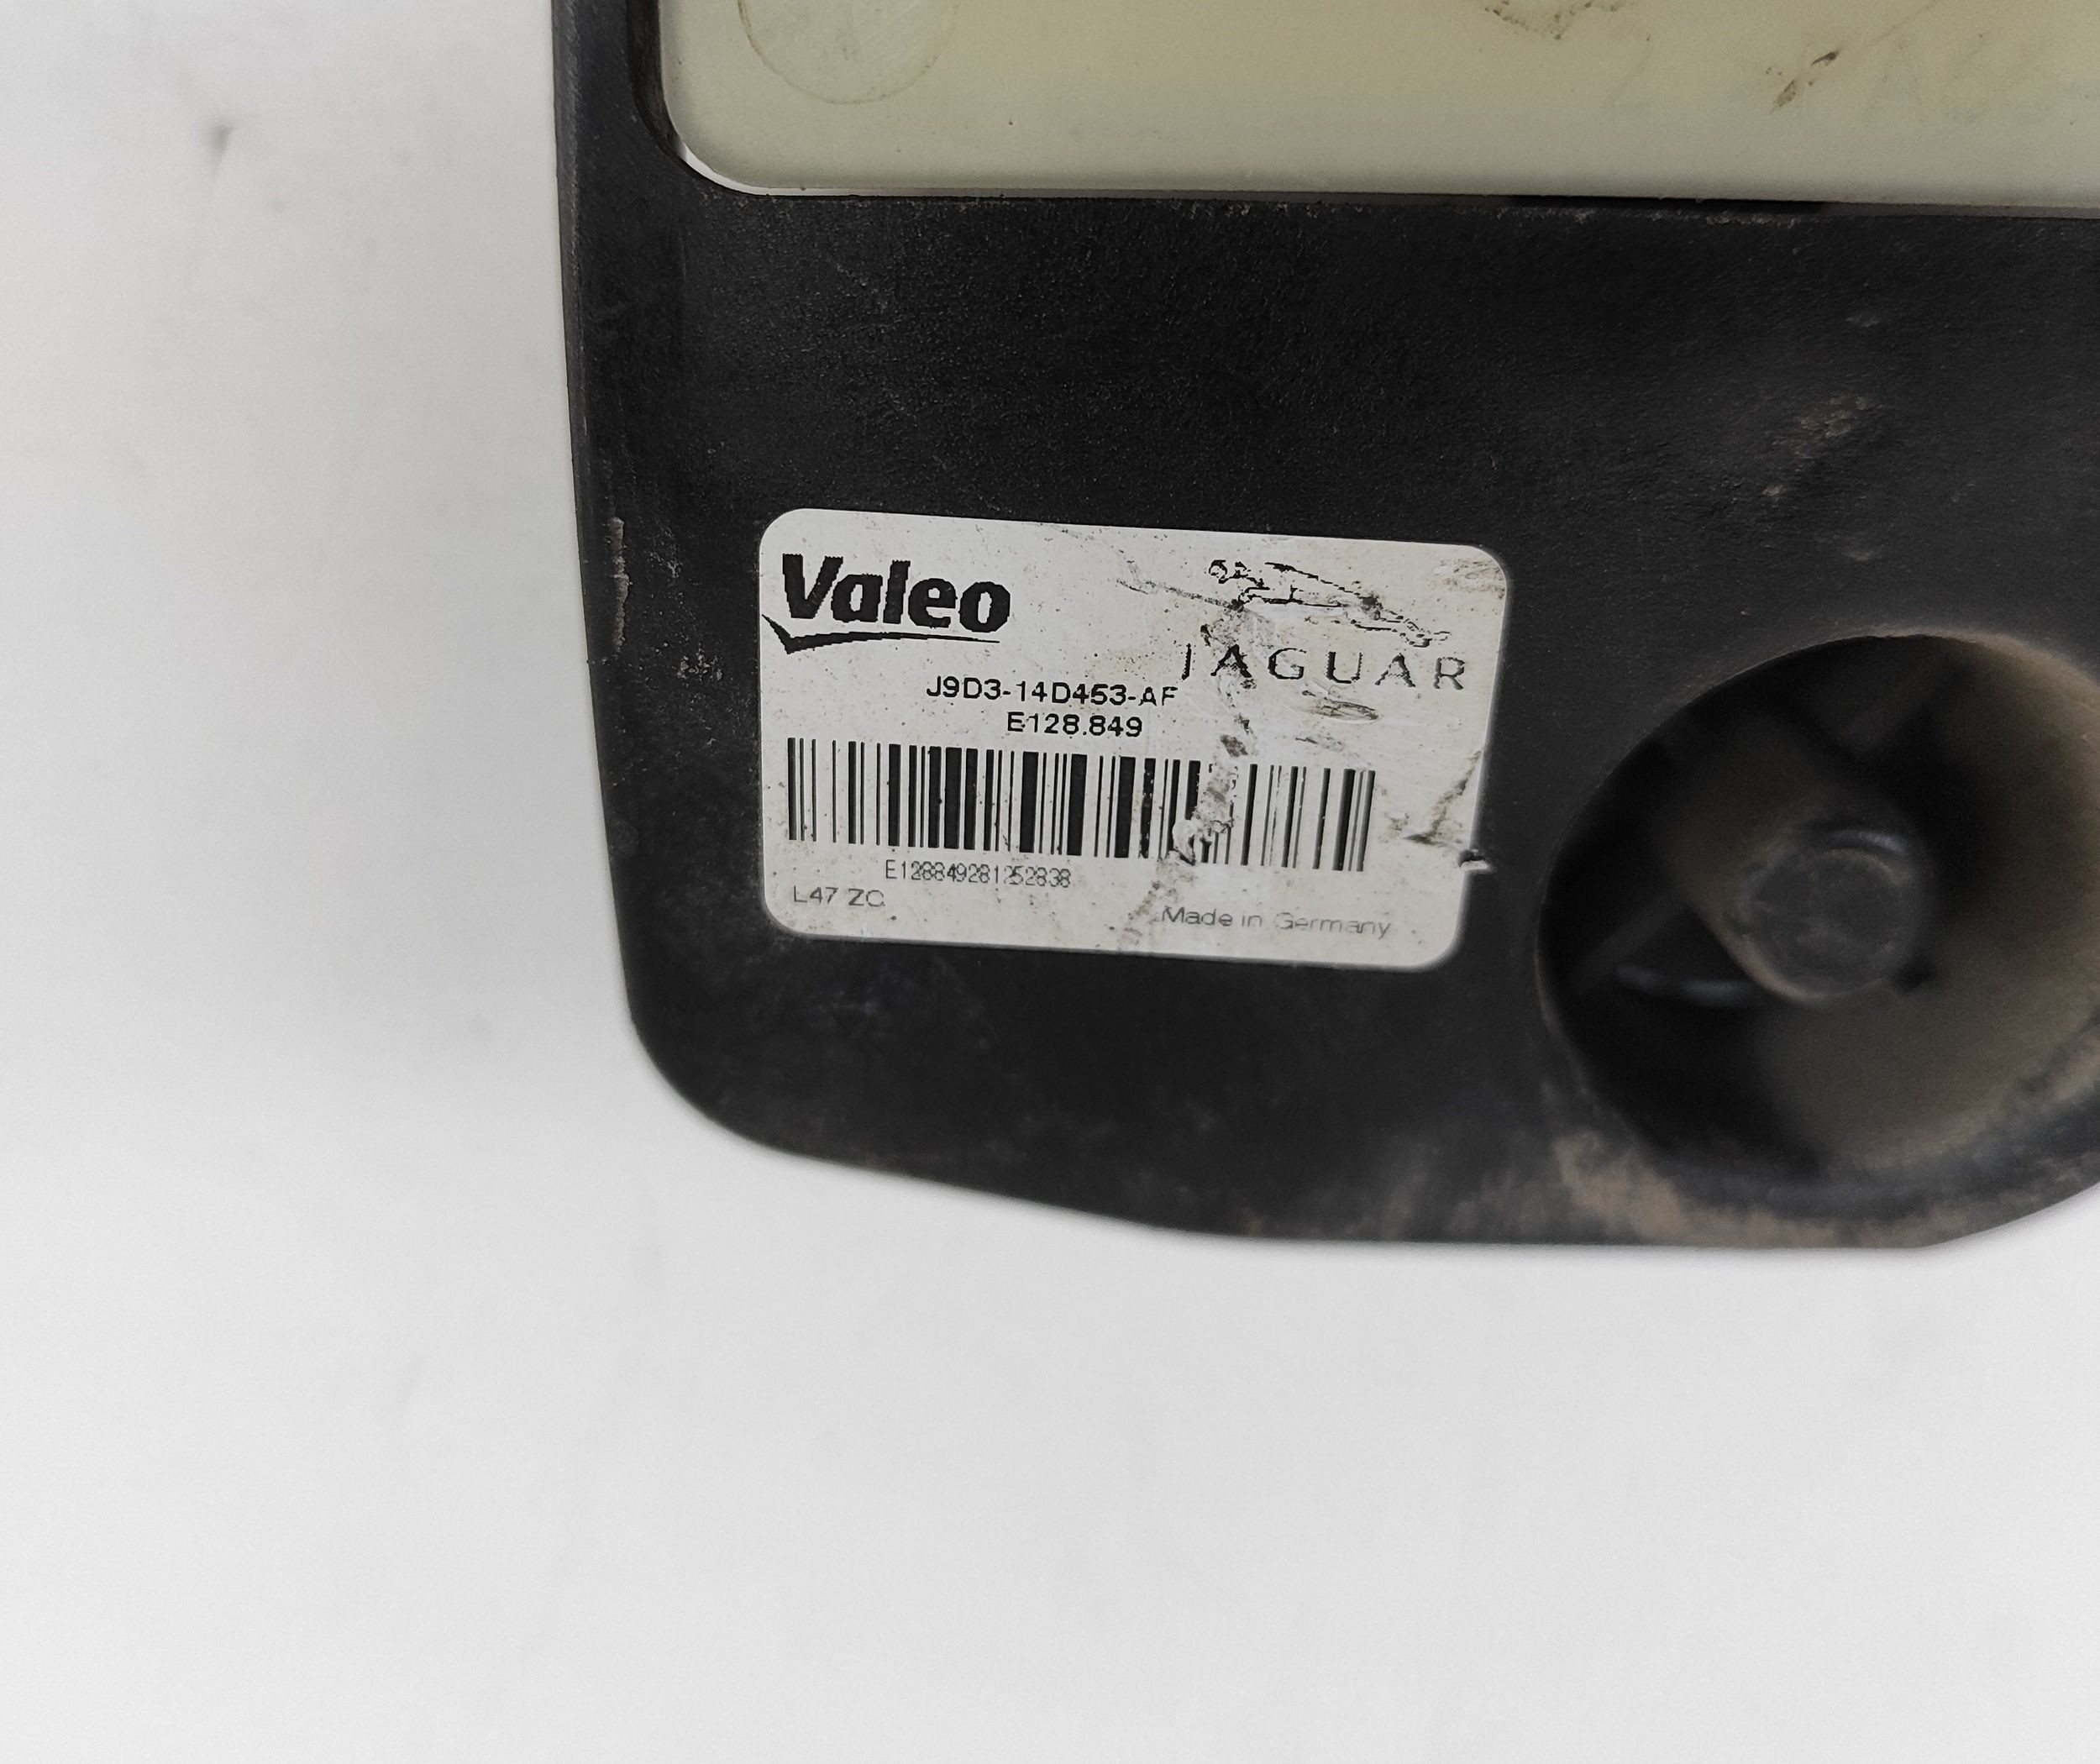 Valeo
JAGUAR
J9D3-14D453-AF
E128.849
E128849281252838
L47 ZC
Made in Germany